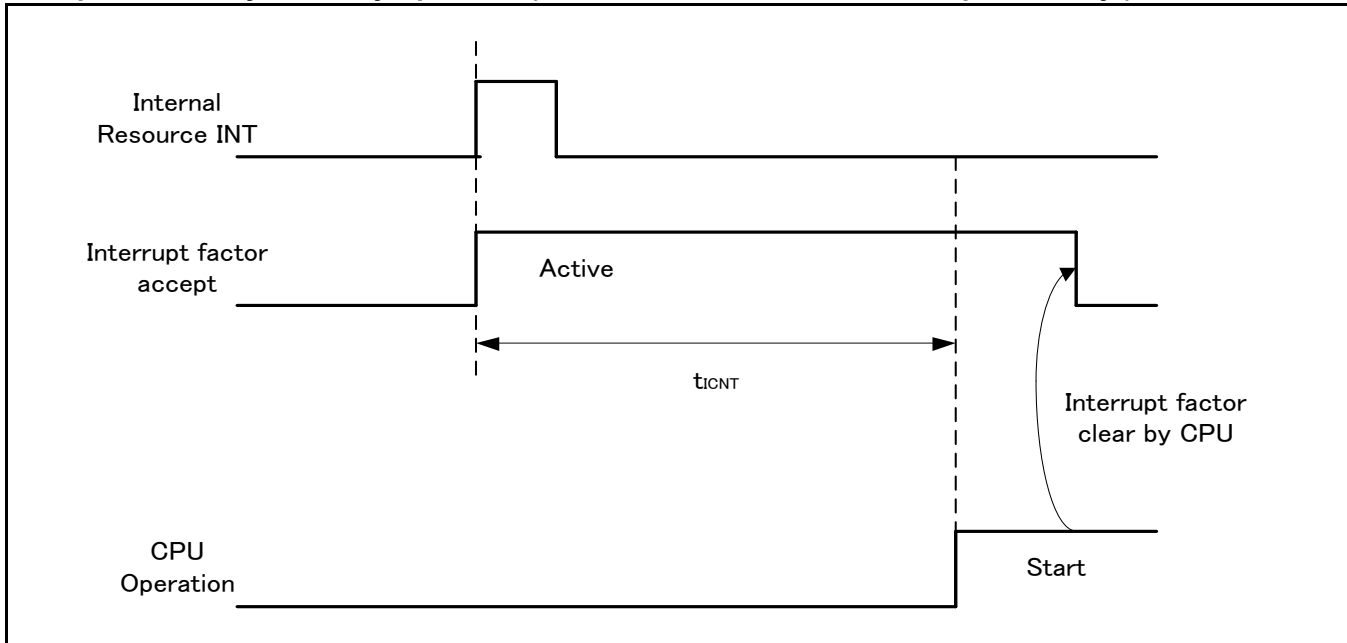 Internal
Resource INT
Interrupt factor
accept
Active
tICNT
Interrupt factor
clear by CPU
CPU
Operation
Start